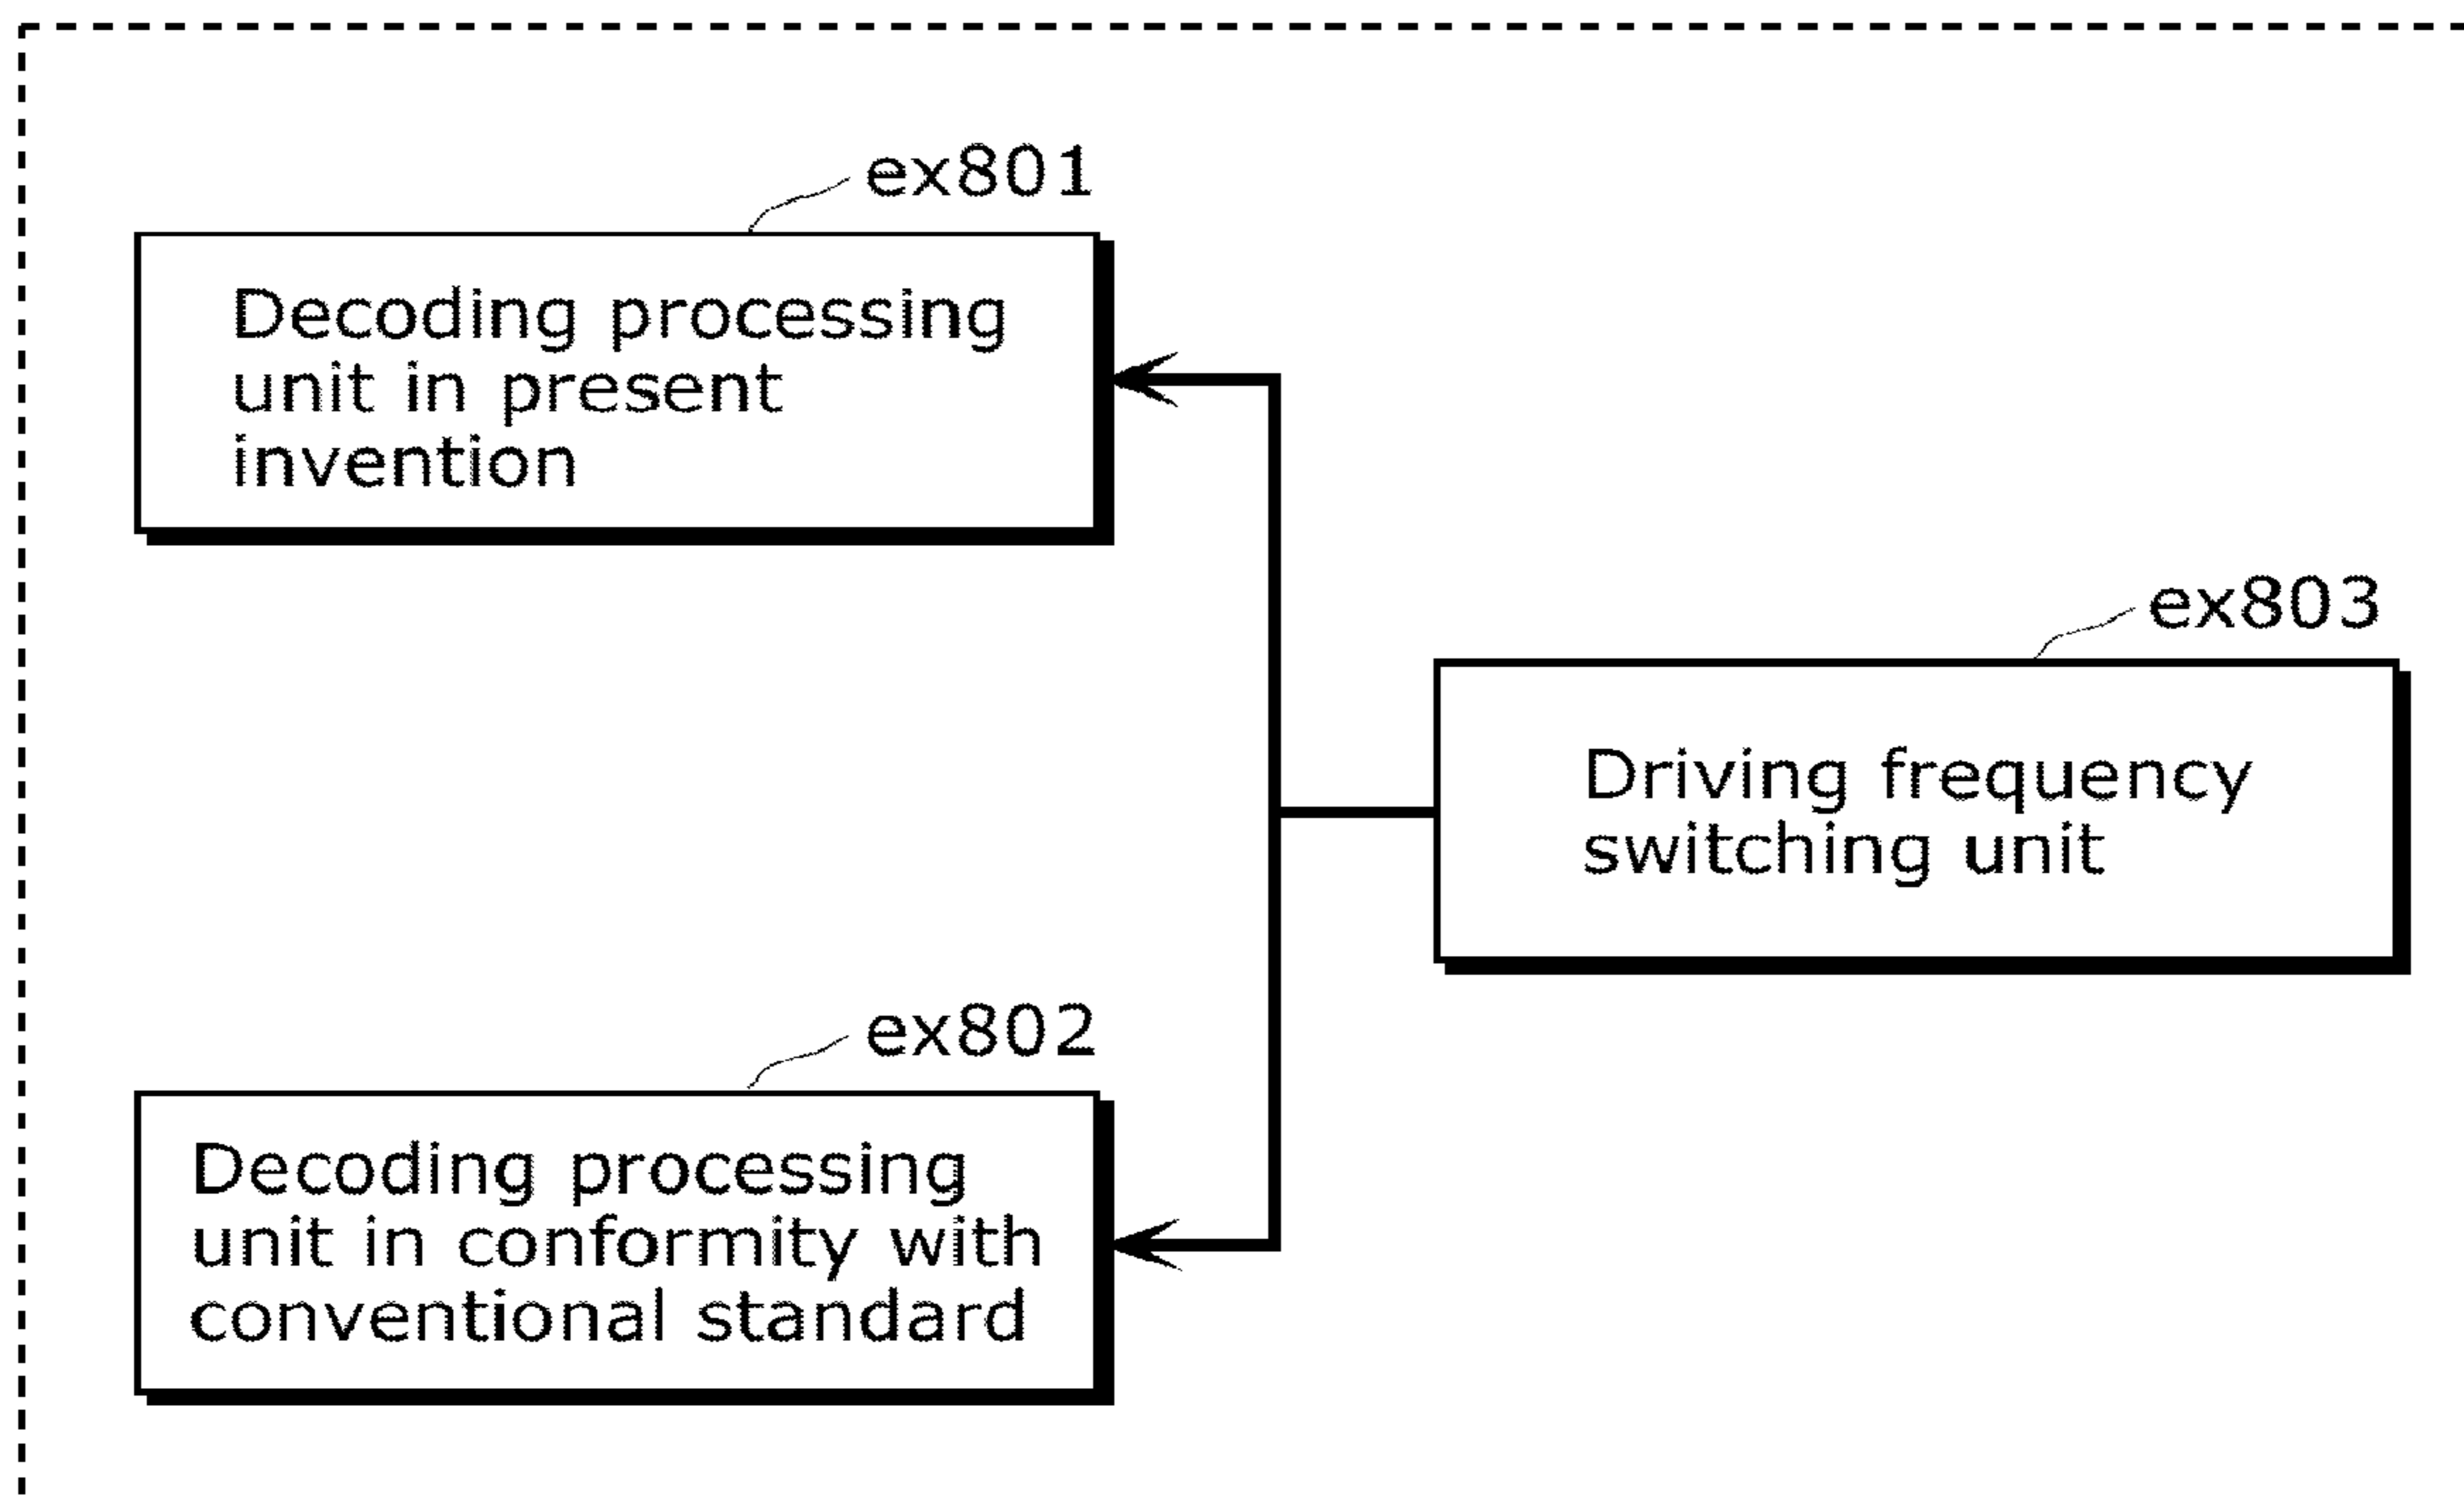 ex801
Decoding processing
unit in present
invention
ex803
Driving frequency
switching unit
ex802
Decoding processing
unit in conformity with
conventional standard